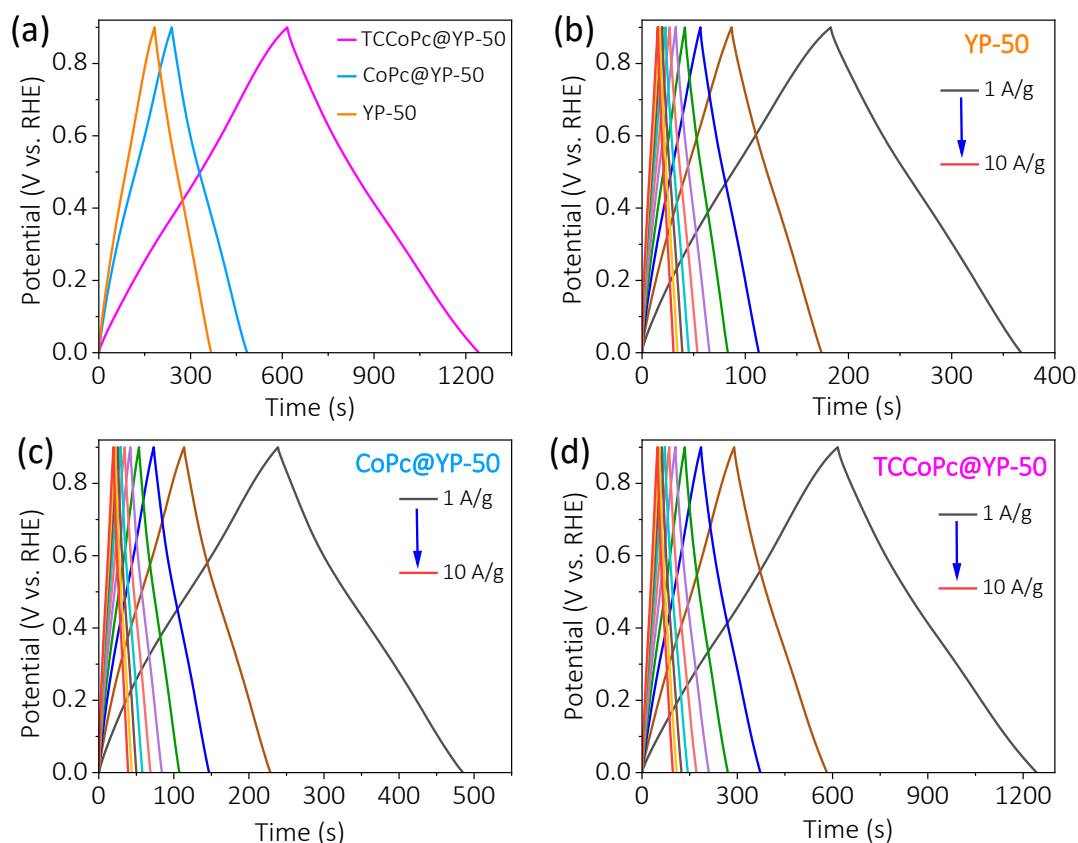 (a)
TCCoPc@YP-50
CoPc@YP-50
YP-50
Potential (V vs. RHE)
0.8
0.6
0.4
0.2
0.0
0 300 600 900 1200
Time (s)
(b)
YP-50
1 A/g
10 A/g
Potential (V vs. RHE)
0.8
0.6
0.4
0.2
0.0
0 100 200 300 400
Time (s)
(c)
CoPc@YP-50
1 A/g
10 A/g
Potential (V vs. RHE)
0.8
0.6
0.4
0.2
0.0
0 100 200 300 400 500
Time (s)
(d)
TCCoPc@YP-50
1 A/g
10 A/g
Potential (V vs. RHE)
0.8
0.6
0.4
0.2
0.0
0 300 600 900 1200
Time (s)